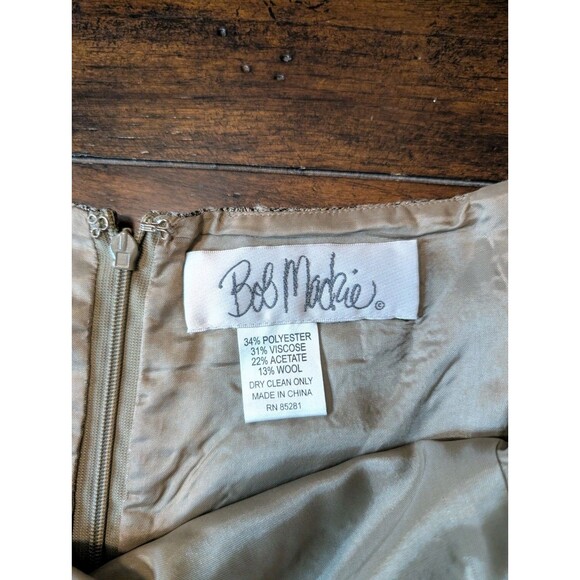 Bob Mackie ©
34% POLYESTER
31% VISCOSE
22% ACETATE
13% WOOL
DRY CLEAN ONLY
MADE IN CHINA
RN 85281